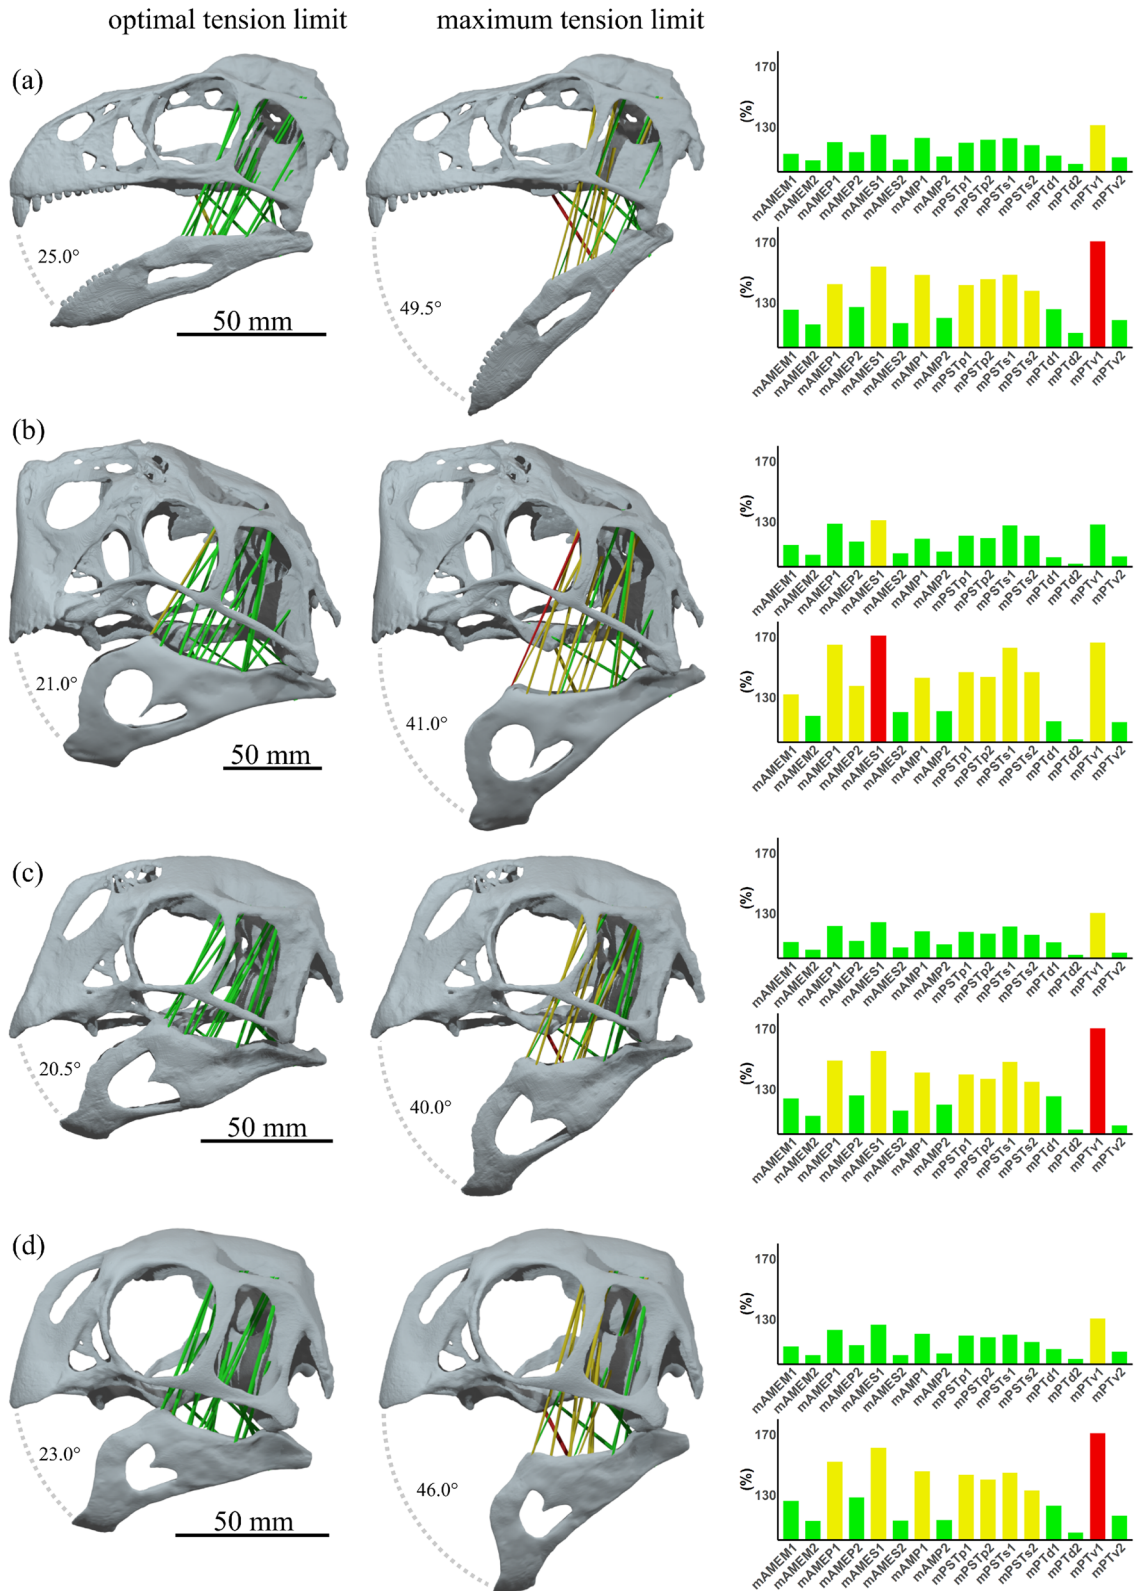 optimal tension limit maximum tension limit
(a)
25.0°
50 mm
49.5°
170
(%)
130
mAMEM1 mAMEM2 mAMEP1 mAMEP2 mAMES1 mAMES2 mAMP1 mAMP2 mPSTp1 mPSTp2 mPSTs1 mPSTs2 mPTd1 mPTd2 mPTv1 mPTv2
170
(%)
130
mAMEM1 mAMEM2 mAMEP1 mAMEP2 mAMES1 mAMES2 mAMP1 mAMP2 mPSTp1 mPSTp2 mPSTs1 mPSTs2 mPTd1 mPTd2 mPTv1 mPTv2
(b)
21.0°
50 mm
41.0°
170
(%)
130
mAMEM1 mAMEM2 mAMEP1 mAMEP2 mAMES1 mAMES2 mAMP1 mAMP2 mPSTp1 mPSTp2 mPSTs1 mPSTs2 mPTd1 mPTd2 mPTv1 mPTv2
170
(%)
130
mAMEM1 mAMEM2 mAMEP1 mAMEP2 mAMES1 mAMES2 mAMP1 mAMP2 mPSTp1 mPSTp2 mPSTs1 mPSTs2 mPTd1 mPTd2 mPTv1 mPTv2
(c)
20.5°
50 mm
40.0°
170
(%)
130
mAMEM1 mAMEM2 mAMEP1 mAMEP2 mAMES1 mAMES2 mAMP1 mAMP2 mPSTp1 mPSTp2 mPSTs1 mPSTs2 mPTd1 mPTd2 mPTv1 mPTv2
170
(%)
130
mAMEM1 mAMEM2 mAMEP1 mAMEP2 mAMES1 mAMES2 mAMP1 mAMP2 mPSTp1 mPSTp2 mPSTs1 mPSTs2 mPTd1 mPTd2 mPTv1 mPTv2
(d)
23.0°
50 mm
46.0°
170
(%)
130
mAMEM1 mAMEM2 mAMEP1 mAMEP2 mAMES1 mAMES2 mAMP1 mAMP2 mPSTp1 mPSTp2 mPSTs1 mPSTs2 mPTd1 mPTd2 mPTv1 mPTv2
170
(%)
130
mAMEM1 mAMEM2 mAMEP1 mAMEP2 mAMES1 mAMES2 mAMP1 mAMP2 mPSTp1 mPSTp2 mPSTs1 mPSTs2 mPTd1 mPTd2 mPTv1 mPTv2